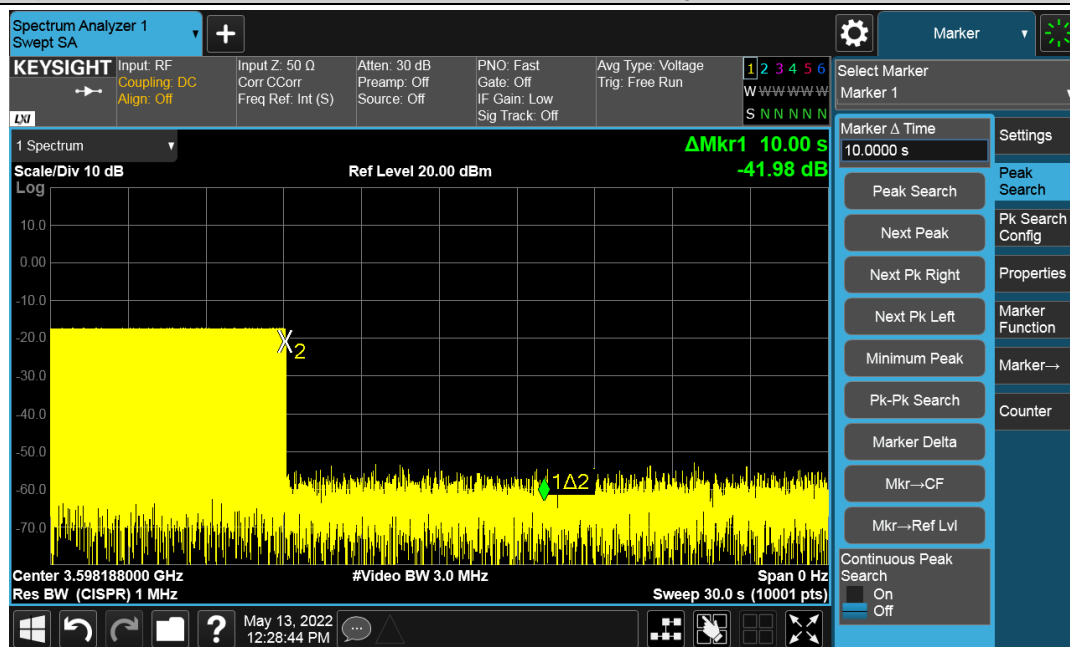 Spectrum Analyzer 1
Swept SA
+
Marker
KEYSIGHT
LXI
Input: RF
Coupling: DC
Align: Off
Input Z: 50 Ω
Corr CCorr
Freq Ref: Int (S)
Atten: 30 dB
Preamp: Off
Source: Off
PNO: Fast
Gate: Off
IF Gain: Low
Sig Track: Off
Avg Type: Voltage
Trig: Free Run
1 2 3 4 5 6
W W W W W W
S N N N N N
Select Marker
Marker 1
1 Spectrum
ΔMkr1 10.00 s
-41.98 dB
Scale/Div 10 dB
Ref Level 20.00 dBm
Log
10.0
0.00
-10.0
-20.0
-30.0
-40.0
-50.0
-60.0
-70.0
X2
1Δ2
Center 3.598188000 GHz
#Video BW 3.0 MHz
Span 0 Hz
Res BW (CISPR) 1 MHz
Sweep 30.0 s (10001 pts)
Marker Δ Time
10.0000 s
Peak Search
Next Peak
Next Pk Right
Next Pk Left
Minimum Peak
Pk-Pk Search
Marker Delta
Mkr→CF
Mkr→Ref Lvl
Continuous Peak
Search
On
Off
Settings
Peak
Search
Pk Search
Config
Properties
Marker
Function
Marker→
Counter
?
May 13, 2022
12:28:44 PM